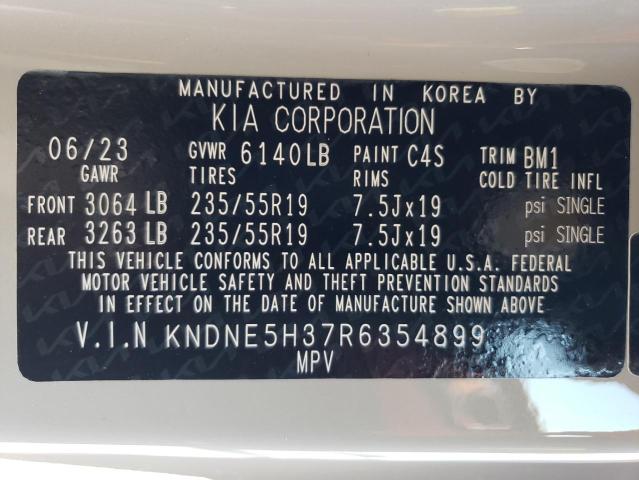 MANUFACTURED IN KOREA BY
KIA CORPORATION
06/23 GVWR 6140LB PAINT C4S TRIM BM1
GAWR TIRES RIMS COLD TIRE INFL
FRONT 3064 LB 235/55R19 7.5Jx19 psi SINGLE
REAR 3263 LB 235/55R19 7.5Jx19 psi SINGLE
THIS VEHICLE CONFORMS TO ALL APPLICABLE U.S.A. FEDERAL
MOTOR VEHICLE SAFETY AND THEFT PREVENTION STANDARDS
IN EFFECT ON THE DATE OF MANUFACTURE SHOWN ABOVE
V.I.N KNDNE5H37R6354899
MPV